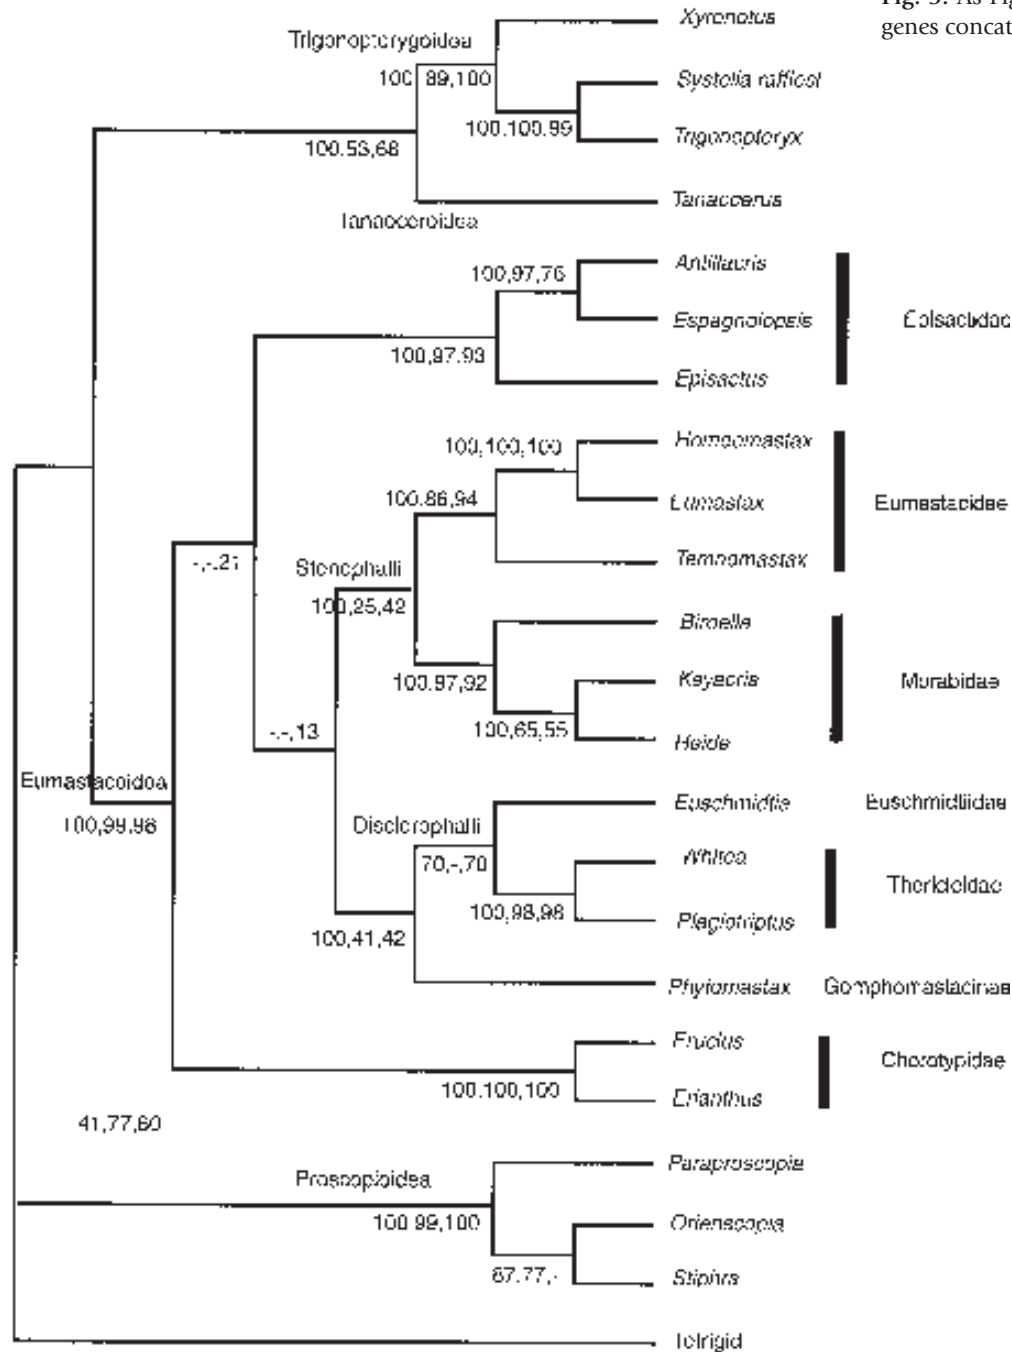 Fig. 3. As Fig
genes concat
Xyronotus
Trigonopterygoidea
100 89,100
Systella rafflesi
100.100.99
Trigonopteryx
100.53,68
Tanaocerus
Tanaoceroidea
Antillacris
100,97,76
Espagnolopsis
Episactidae
100,97.93
Episactus
Homeomastax
100,100,100
Eumastax
Eumastacidae
100.86,94
Temnomastax
-,-.21
Stenophalli
100,25,42
Biroella
100.97,92
Keyacris
Morabidae
-.-,13
100,65,55
Heide
Eumastacoidea
Euschmidtia
Euschmidtiidae
100,99.98
Disclerophalli
70,-,70
Whitea
Thericleidae
100,98,98
Plagiotriptus
100,41,42
Phytomastax
Gomphomastacinae
Erucius
Chorotypidae
100.100,100
Erianthus
41,77,60
Paraproscopia
Proscopioidea
100 99,100
Orienscopia
67.77,-
Stiphra
Tetrigid